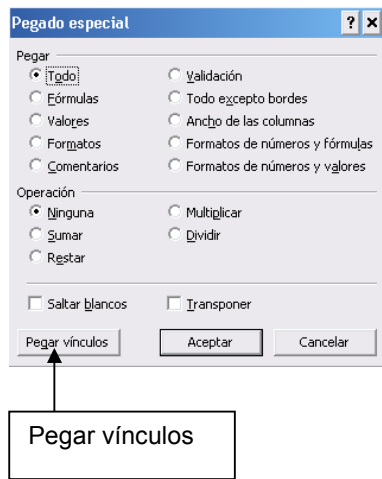 Pegado especial ? ×
Pegar
Todo Validación
Fórmulas Todo excepto bordes
Valores Ancho de las columnas
Formatos Formatos de números y fórmulas
Comentarios Formatos de números y valores
Operación
Ninguna Multiplicar
Sumar Dividir
Restar
Saltar blancos Transponer
Pegar vínculos Aceptar Cancelar
Pegar vínculos